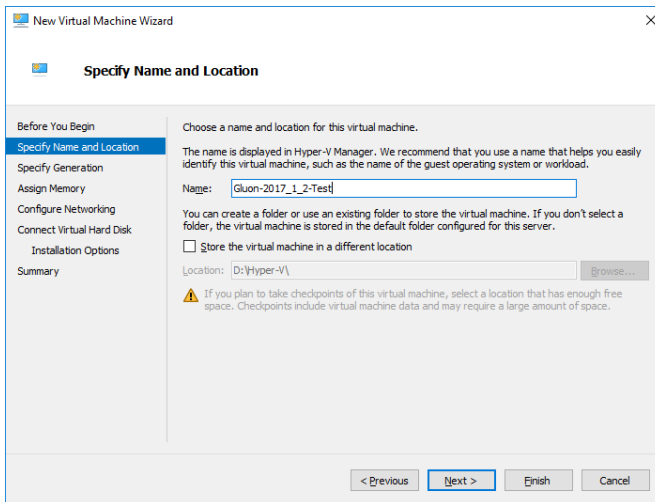 New Virtual Machine Wizard
Specify Name and Location
Before You Begin
Specify Name and Location
Specify Generation
Assign Memory
Configure Networking
Connect Virtual Hard Disk
Installation Options
Summary
Choose a name and location for this virtual machine.
The name is displayed in Hyper-V Manager. We recommend that you use a name that helps you easily
identify this virtual machine, such as the name of the guest operating system or workload.
Name: Gluon-2017_1_2-Test
You can create a folder or use an existing folder to store the virtual machine. If you don't select a
folder, the virtual machine is stored in the default folder configured for this server.
Store the virtual machine in a different location
Location: D:\Hyper-V\ Browse...
If you plan to take checkpoints of this virtual machine, select a location that has enough free
space. Checkpoints include virtual machine data and may require a large amount of space.
< Previous Next > Finish Cancel